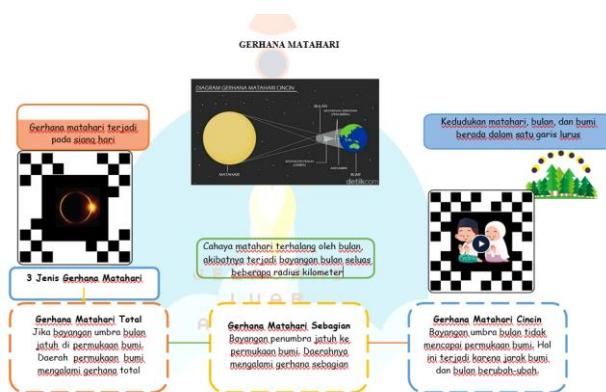 GERHANA MATAHARI
DIAGRAM GERHANA MATAHARI CINCIN
BULAN
MATAHARI
BUMI
detikcom
Gerhana matahari terjadi
pada siang hari
Kedudukan matahari, bulan, dan bumi
berada dalam satu garis lurus
Cahaya matahari terhalang oleh bulan,
akibatnya terjadi bayangan bulan seluas
beberapa radius kilometer
3 Jenis Gerhana Matahari
LUAR
Gerhana Matahari Total
Jika bayangan umbra bulan
jatuh di permukaan bumi.
Daerah permukaan bumi
mengalami gerhana total
Gerhana Matahari Sebagian
Bayangan penumbra jatuh ke
permukaan bumi. Daerahnya
mengalami gerhana sebagian
Gerhana Matahari Cincin
Bayangan umbra bulan tidak
mencapai permukaan bumi. Hal
ini terjadi karena jarak bumi
dan bulan berubah-ubah.